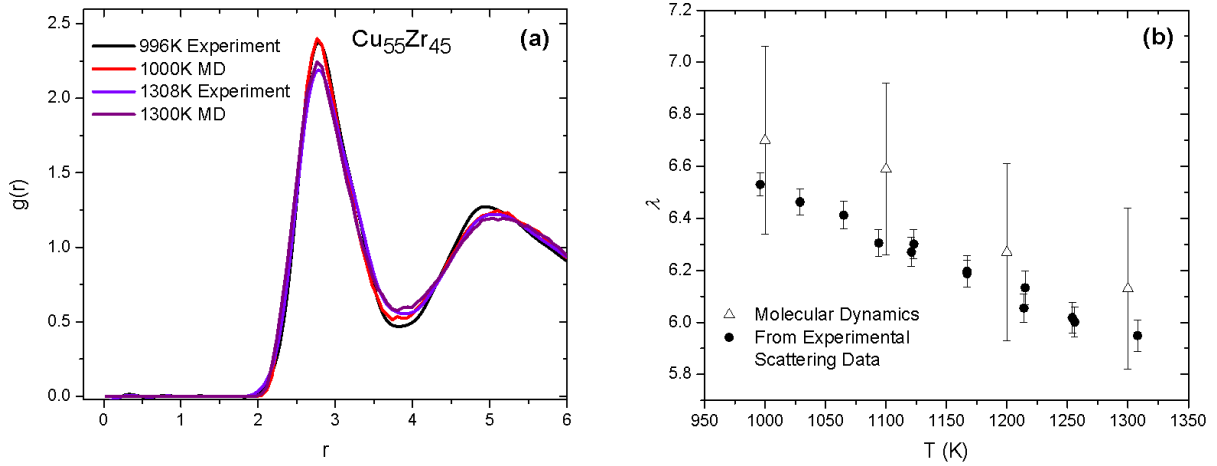 (a)
Cu55Zr45
996K Experiment
1000K MD
1308K Experiment
1300K MD
g(r)
2.5
2.0
1.5
1.0
0.5
0.0
0 1 2 3 4 5 6
r
(b)
λ
7.2
7.0
6.8
6.6
6.4
6.2
6.0
5.8
Molecular Dynamics
From Experimental
Scattering Data
950 1000 1050 1100 1150 1200 1250 1300 1350
T (K)